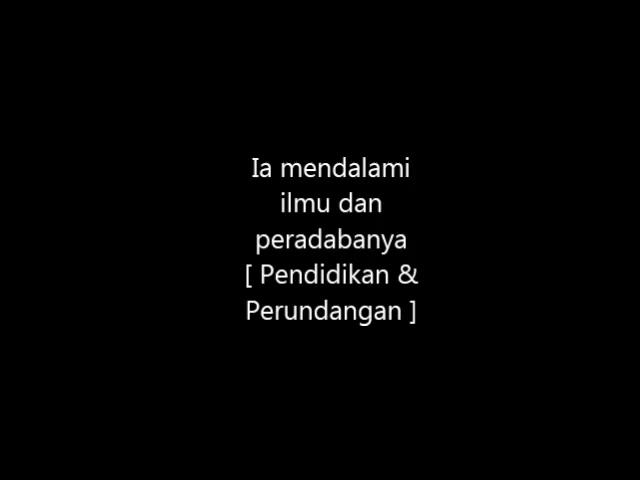 Ia mendalami
ilmu dan
peradabanya
[ Pendidikan &
Perundangan ]